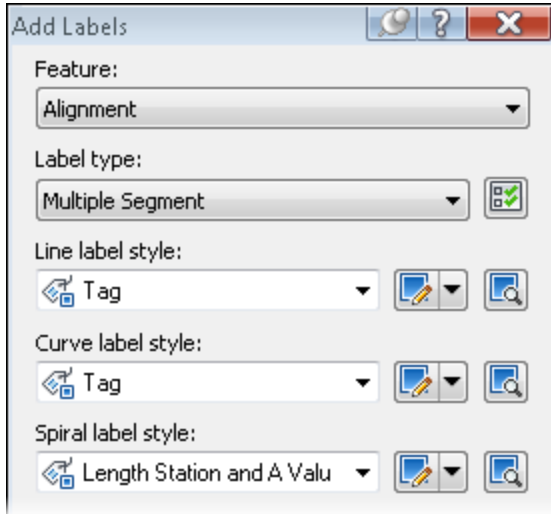 Add Labels
?
Feature:
Alignment
Label type:
Multiple Segment
Line label style:
Tag
Curve label style:
Tag
Spiral label style:
Length Station and A Valu